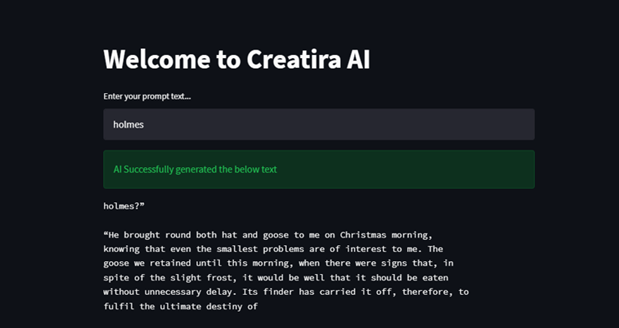 Welcome to Creatira AI
Enter your prompt text...
holmes
AI Successfully generated the below text
holmes?”
“He brought round both hat and goose to me on Christmas morning,
knowing that even the smallest problems are of interest to me. The
goose we retained until this morning, when there were signs that, in
spite of the slight frost, it would be well that it should be eaten
without unnecessary delay. Its finder has carried it off, therefore, to
fulfil the ultimate destiny of